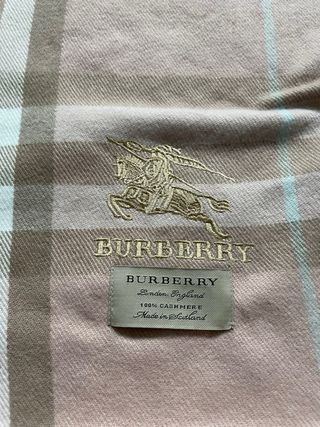 BURBERRY
BURBERRY
London, England
100% CASHMERE
Made in Scotland